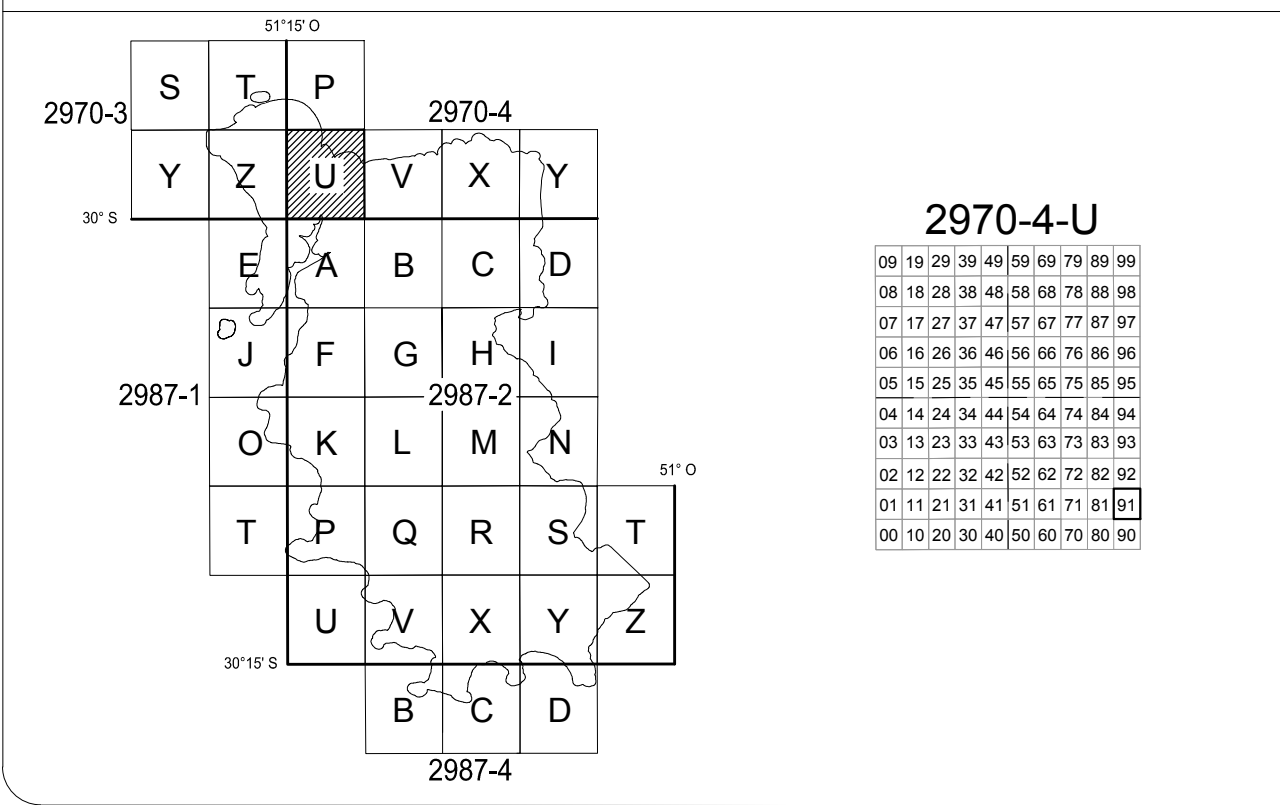 51°15' O
S T P
2970-3 2970-4
Y Z U V X Y
30° S
E A B C D
J F G H I
2987-1 2987-2
O K L M N
51° O
T P Q R S T
U V X Y Z
30°15' S
B C D
2987-4
2970-4-U
09 19 29 39 49 59 69 79 89 99
08 18 28 38 48 58 68 78 88 98
07 17 27 37 47 57 67 77 87 97
06 16 26 36 46 56 66 76 86 96
05 15 25 35 45 55 65 75 85 95
04 14 24 34 44 54 64 74 84 94
03 13 23 33 43 53 63 73 83 93
02 12 22 32 42 52 62 72 82 92
01 11 21 31 41 51 61 71 81 91
00 10 20 30 40 50 60 70 80 90